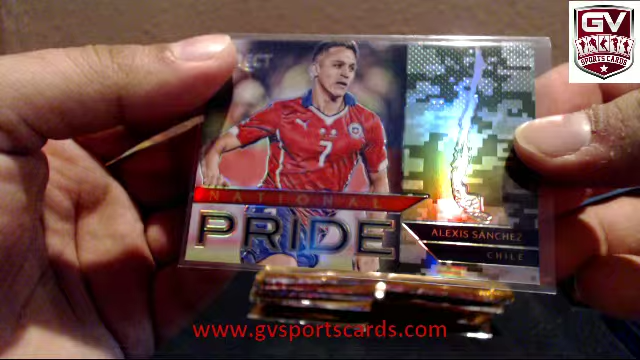 GV
SPORTS CARDS
SELECT
7
NATIONAL
PRIDE
ALEXIS SÁNCHEZ
CHILE
www.gvsportscards.com